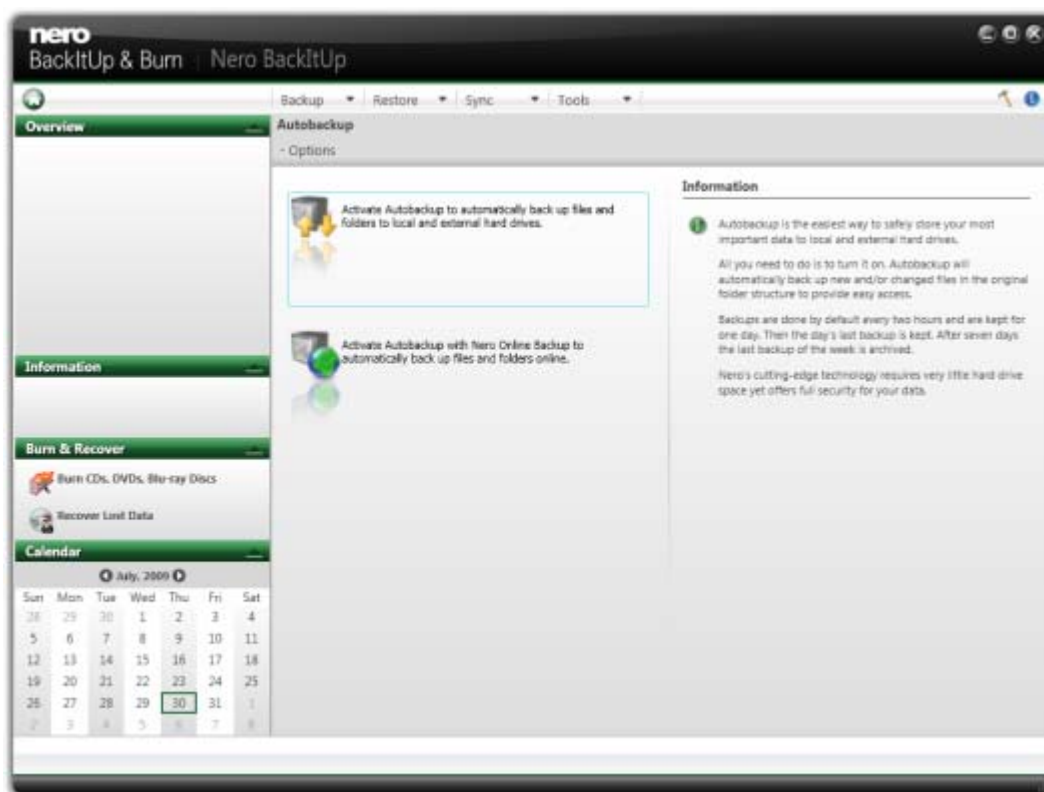 nero
BackItUp & Burn | Nero BackItUp
Backup Restore Sync Tools
Overview
Autobackup
- Options
Activate Autobackup to automatically back up files and
folders to local and external hard drives.
Activate Autobackup with Nero Online Backup to
automatically back up files and folders online.
Information
Autobackup is the easiest way to safely store your most
important data to local and external hard drives.
All you need to do is to turn it on. Autobackup will
automatically back up new and/or changed files in the original
folder structure to provide easy access.
Backups are done by default every two hours and are kept for
one day. Then the day's last backup is kept. After seven days
the last backup of the week is archived.
Nero's cutting-edge technology requires very little hard drive
space yet offers full security for your data.
Information
Burn & Recover
Burn CDs, DVDs, Blu-ray Discs
Recover Lost Data
Calendar
July, 2009
Sun Mon Tue Wed Thu Fri Sat
28 29 30 1 2 3 4
5 6 7 8 9 10 11
12 13 14 15 16 17 18
19 20 21 22 23 24 25
26 27 28 29 30 31 1
2 3 4 5 6 7 8